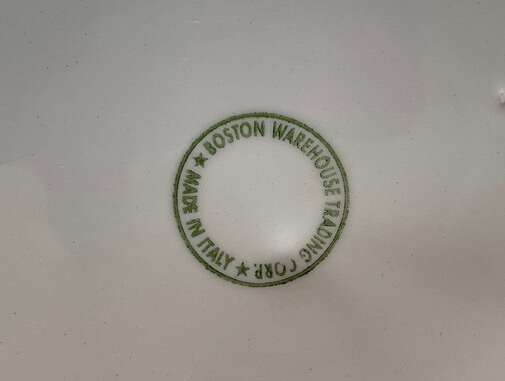 ★ BOSTON WAREHOUSE TRADING CORP.
★ MADE IN ITALY